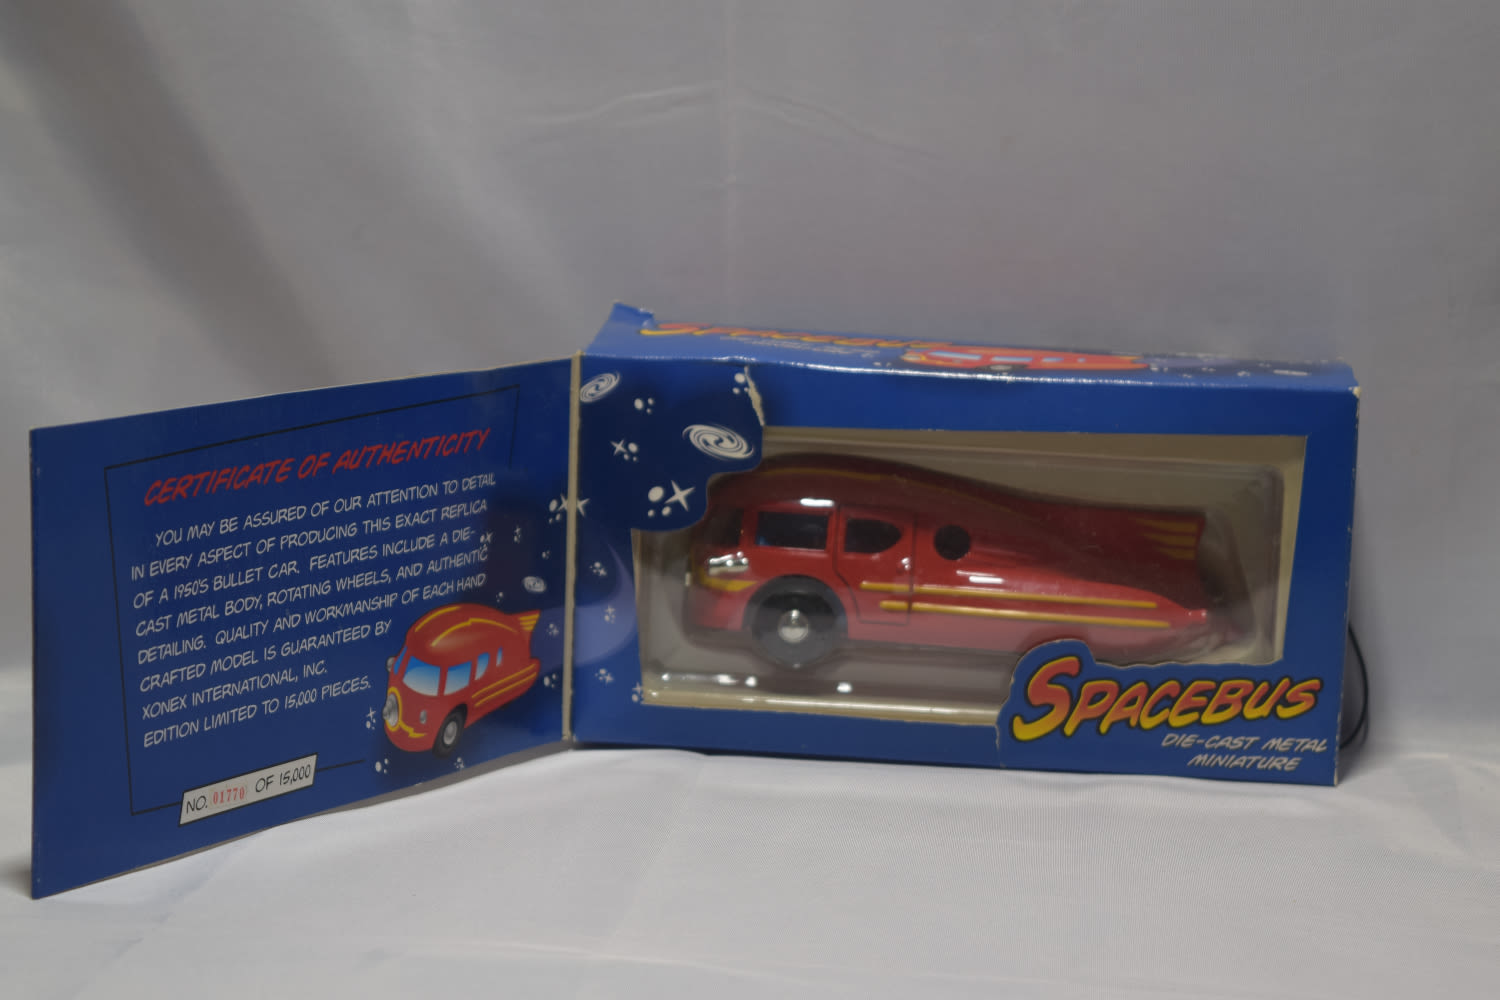 CERTIFICATE OF AUTHENTICITY
YOU MAY BE ASSURED OF OUR ATTENTION TO DETAIL
IN EVERY ASPECT OF PRODUCING THIS EXACT REPLICA
OF A 1950'S BULLET CAR. FEATURES INCLUDE A DIE-
CAST METAL BODY, ROTATING WHEELS, AND AUTHENTIC
DETAILING. QUALITY AND WORKMANSHIP OF EACH HAND
CRAFTED MODEL IS GUARANTEED BY
XONEX INTERNATIONAL, INC.
EDITION LIMITED TO 15,000 PIECES.
NO. 01770 OF 15,000
SPACEBUS
SPACEBUS
DIE-CAST METAL
MINIATURE